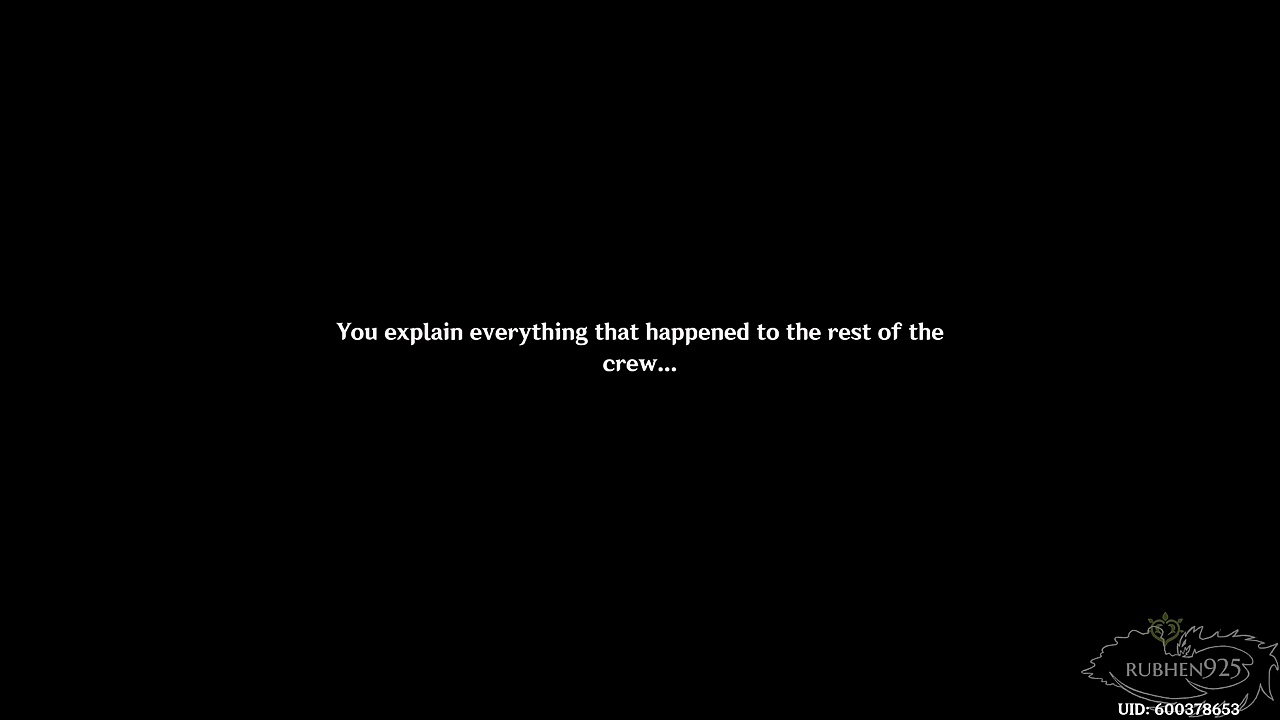 You explain everything that happened to the rest of the
crew...
RUBHEN925
UID: 600378653